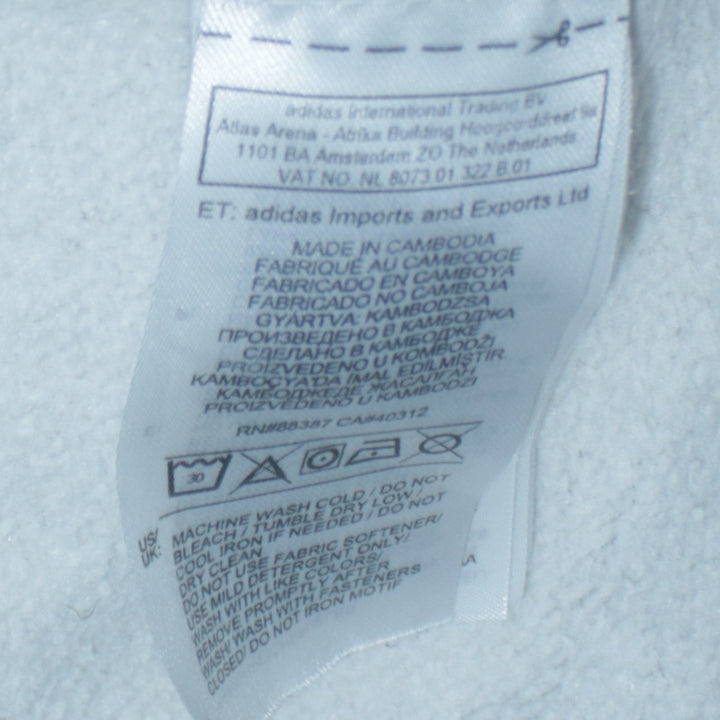 adidas International Trading BV
Atlas Arena - Afrika Building Hoogoorddreef 9a
1101 BA Amsterdam ZO The Netherlands
VAT NO. NL 8073 01 322 B 01
ET: adidas Imports and Exports Ltd
MADE IN CAMBODIA
FABRIQUÉ AU CAMBODGE
FABRICADO EN CAMBOYA
FABRICADO NO CAMBOJA
GYÁRTVA: KAMBODZSA
ПРОИЗВЕДЕНО В КАМБОДЖА
СДЕЛАНО В КАМБОДЖЕ
PROIZVEDENO U KOMBODŽI
KAMBOÇYA'DA İMAL EDİLMİŞTİR
КАМБОДЖЕДЕ ЖАСАЛҒАН
PROIZVEDENO U KAMBODŽI
RN#88387 CA#40312
30
US/
UK:
MACHINE WASH COLD / DO NOT
BLEACH / TUMBLE DRY LOW /
COOL IRON IF NEEDED / DO NOT
DRY CLEAN
DO NOT USE FABRIC SOFTENER/
USE MILD DETERGENT ONLY/
WASH WITH LIKE COLORS/
REMOVE PROMPTLY AFTER
WASH/ WASH WITH FASTENERS
CLOSED/ DO NOT IRON MOTIF